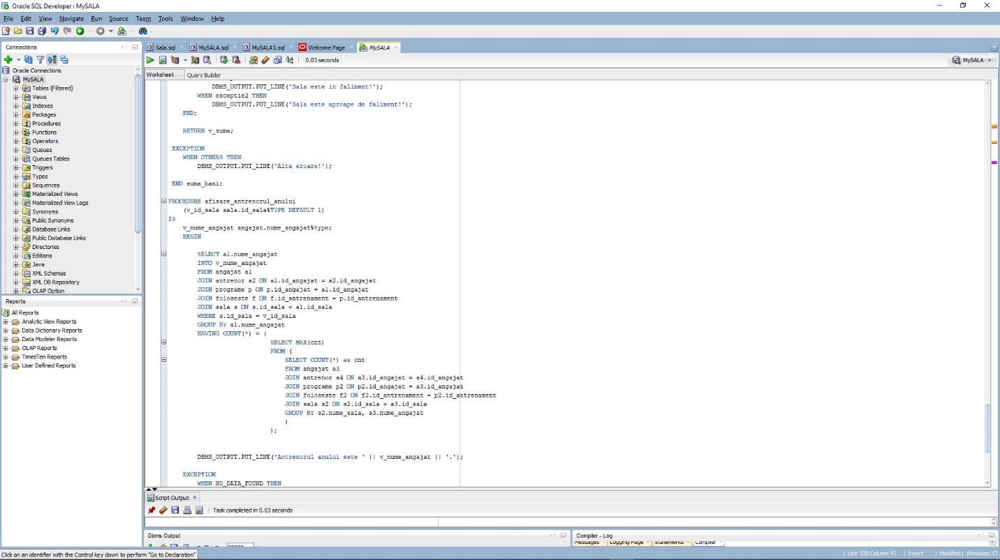 Oracle SQL Developer : MySALA
File Edit View Navigate Run Source Team Tools Window Help
Connections
Sala.sql MySALA.sql MySALA1.sql Welcome Page MySALA
0.03 seconds
MySALA
Worksheet Query Builder
Oracle Connections
MySALA
Tables (Filtered)
Views
Indexes
Packages
Procedures
Functions
Operators
Queues
Queues Tables
Triggers
Types
Sequences
Materialized Views
Materialized View Logs
Synonyms
Public Synonyms
Database Links
Public Database Links
Directories
Editions
Java
XML Schemas
XML DB Repository
OLAP Option
Reports
All Reports
Analytic View Reports
Data Dictionary Reports
Data Modeler Reports
OLAP Reports
TimesTen Reports
User Defined Reports
DBMS_OUTPUT.PUT_LINE('Sala este in faliment!');
WHEN exceptie2 THEN
DBMS_OUTPUT.PUT_LINE('Sala este aproape de faliment!');
END;
RETURN v_suma;
EXCEPTION
WHEN OTHERS THEN
DBMS_OUTPUT.PUT_LINE('Alta eroare!');
END suma_bani;
PROCEDURE afisare_antrenorul_anului
(v_id_sala sala.id_sala%TYPE DEFAULT 1)
IS
v_nume_angajat angajat.nume_angajat%type;
BEGIN
SELECT a1.nume_angajat
INTO v_nume_angajat
FROM angajat a1
JOIN antrenor a2 ON a1.id_angajat = a2.id_angajat
JOIN programe p ON p.id_angajat = a1.id_angajat
JOIN foloseste f ON f.id_antrenament = p.id_antrenament
JOIN sala s ON s.id_sala = a1.id_sala
WHERE s.id_sala = v_id_sala
GROUP BY a1.nume_angajat
HAVING COUNT(*) = (
SELECT MAX(cnt)
FROM (
SELECT COUNT(*) as cnt
FROM angajat a3
JOIN antrenor a4 ON a3.id_angajat = a4.id_angajat
JOIN programe p2 ON p2.id_angajat = a3.id_angajat
JOIN foloseste f2 ON f2.id_antrenament = p2.id_antrenament
JOIN sala s2 ON s2.id_sala = a3.id_sala
GROUP BY s2.nume_sala, a3.nume_angajat
)
);
DBMS_OUTPUT.PUT_LINE('Antrenorul anului este ' || v_nume_angajat || '.');
EXCEPTION
WHEN NO_DATA_FOUND THEN
Script Output
Task completed in 0.03 seconds
Dbms Output
Compiler - Log
Messages Logging Page Statements Compiler
Click on an identifier with the Control key down to perform "Go to Declaration"
Line 158 Column 41 | Insert | Modified | Windows: C